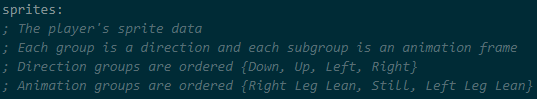 sprites:
; The player's sprite data
; Each group is a direction and each subgroup is an animation frame
; Direction groups are ordered {Down, Up, Left, Right}
; Animation groups are ordered {Right Leg Lean, Still, Left Leg Lean}